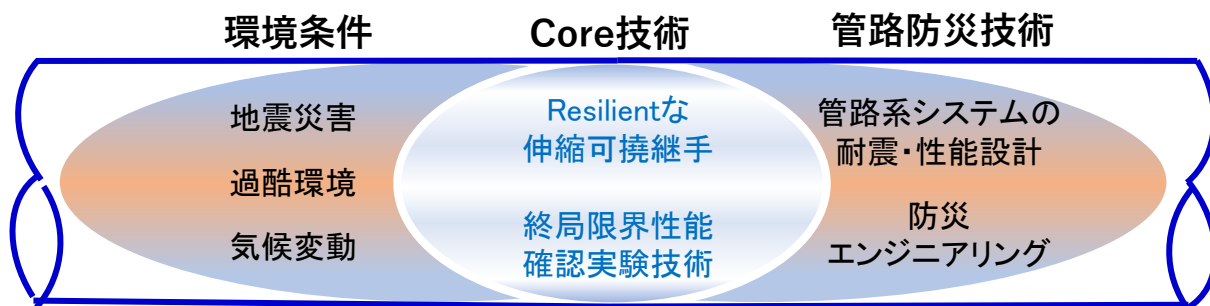 環境条件
Core技術
管路防災技術
地震災害
過酷環境
気候変動
Resilientな
伸縮可撓継手
終局限界性能
確認実験技術
管路系システムの
耐震・性能設計
防災
エンジニアリング